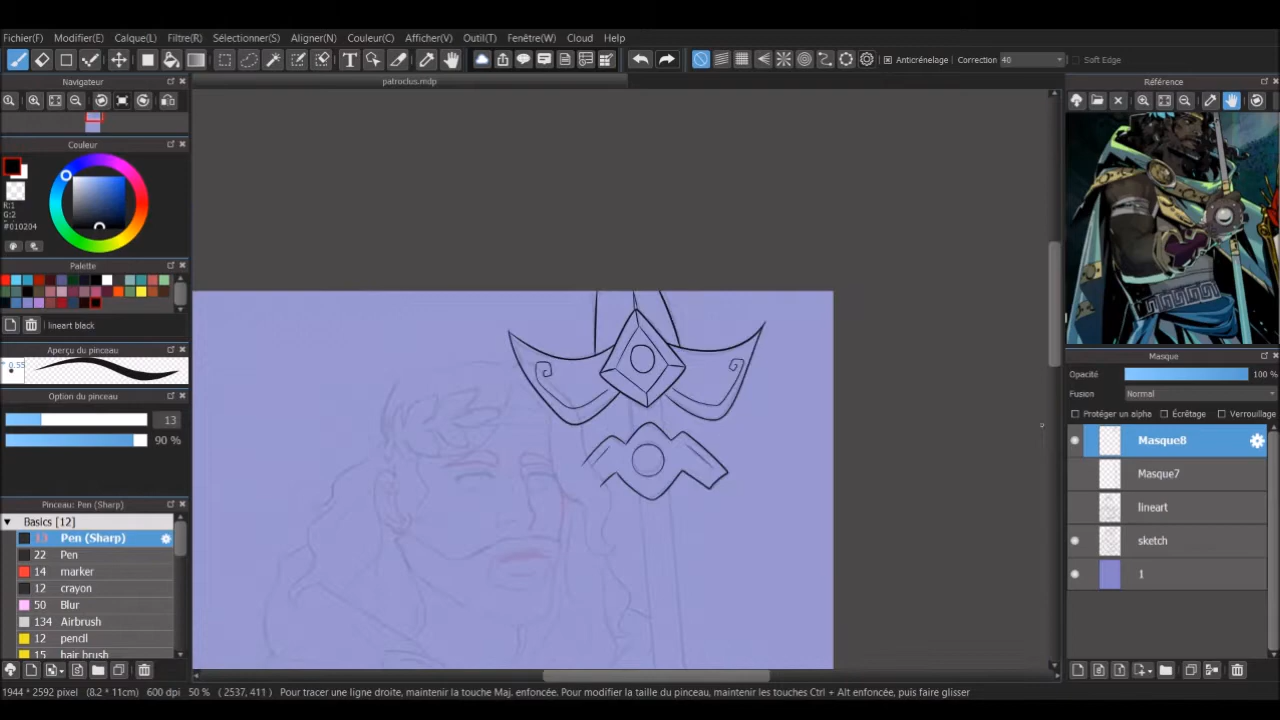 Fichier(F) Modifier(E) Calque(L) Filtre(R) Sélectionner(S) Aligner(N) Couleur(C) Afficher(V) Outil(T) Fenêtre(W) Cloud Help
Anticrénelage Correction 40 Soft Edge
patroclus.mdp
Navigateur
Couleur
R:1
G:2
#010204
Palette
lineart black
Aperçu du pinceau
* 0.55
Option du pinceau
13
90 %
Pinceau: Pen (Sharp)
Basics [12]
13 Pen (Sharp)
22 Pen
14 marker
12 crayon
50 Blur
134 Airbrush
12 pencil
15 hair brush
Référence
Masque
Opacité 100 %
Fusion Normal
Protéger un alpha Écrêtage Verrouillage
Masque8
Masque7
lineart
sketch
1
1944 * 2592 pixel (8.2 * 11cm) 600 dpi 50 % ( 2537, 411 ) Pour tracer une ligne droite, maintenir la touche Maj. enfoncée. Pour modifier la taille du pinceau, maintenir les touches Ctrl + Alt enfoncée, puis faire glisser